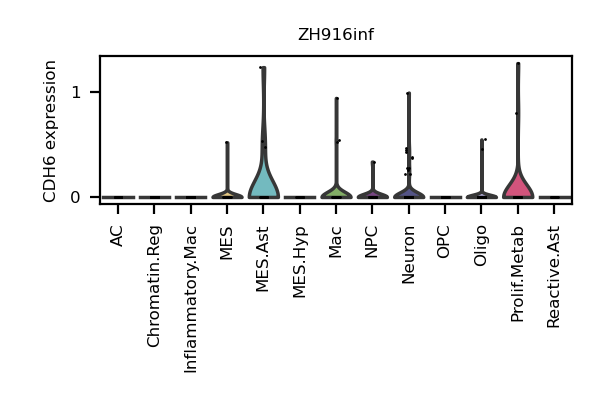 ZH916inf
CDH6 expression
1
0
AC
Chromatin.Reg
Inflammatory.Mac
MES
MES.Ast
MES.Hyp
Mac
NPC
Neuron
OPC
Oligo
Prolif.Metab
Reactive.Ast